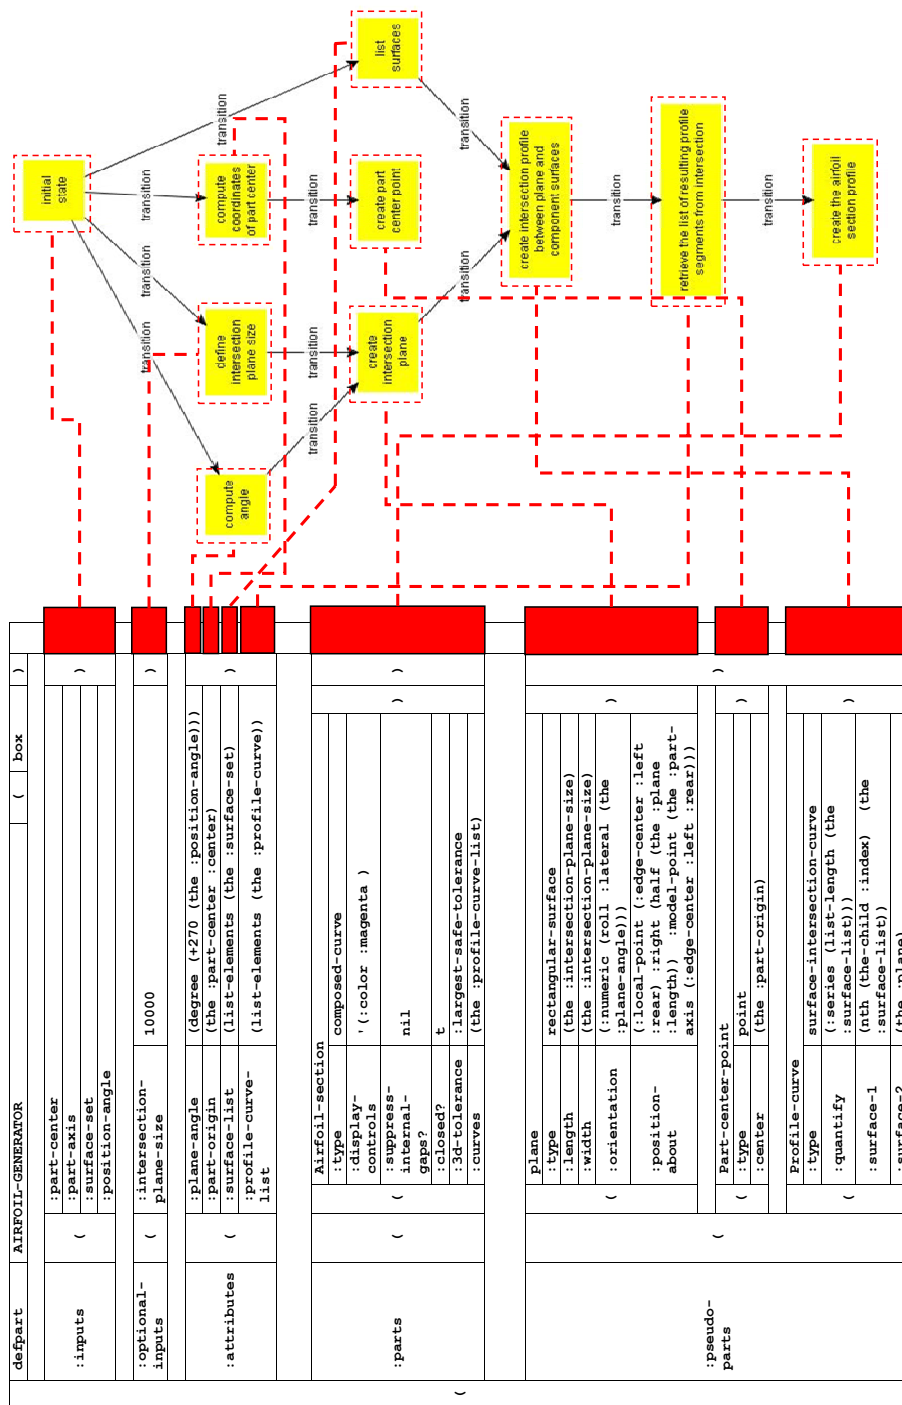 defpart AIRFOIL-GENERATOR ( box )
(
:inputs ( :part-center )
:part-axis
:surface-set
:position-angle
:optional-inputs ( :intersection-plane-size 10000 )
:attributes ( :plane-angle (degree (+270 (the :position-angle))) )
:part-origin (the :part-center :center)
:surface-list (list-elements (the :surface-set)
:profile-curve-list (list-elements (the :profile-curve))
:parts ( ( Airfoil-section ) )
:type composed-curve
:display-controls '(:color :magenta )
:suppress-internal-gaps? nil
:closed? t
:3d-tolerance :largest-safe-tolerance
:curves (the :profile-curve-list)
:pseudo-parts ( ( plane ) )
:type rectangular-surface
:length (the :intersection-plane-size)
:width (the :intersection-plane-size)
:orientation (:numeric (roll :lateral (the
:plane-angle)))
:position-about (:local-point (:edge-center :left
:rear) :right (half (the :plane
:length)) :model-point (the :part-
axis (:edge-center :left :rear)))
( Part-center-point )
:type point
:center (the :part-origin)
( Profile-curve )
:type surface-intersection-curve
:quantify (:series (list-length (the
:surface-list)))
:surface-1 (nth (the-child :index) (the
:surface-list))
:surface-2 (the :plane)
initial
state
transition
transition
transition
transition
compute
angle
define
intersection
plane size
compute
coordinates
of part center
list
surfaces
transition
transition
transition
create
intersection
plane
create part
center point
transition
transition
create intersection profile
between plane and
component surfaces
transition
retrieve the list of resulting profile
segments from intersection
transition
create the airfoil
section profile